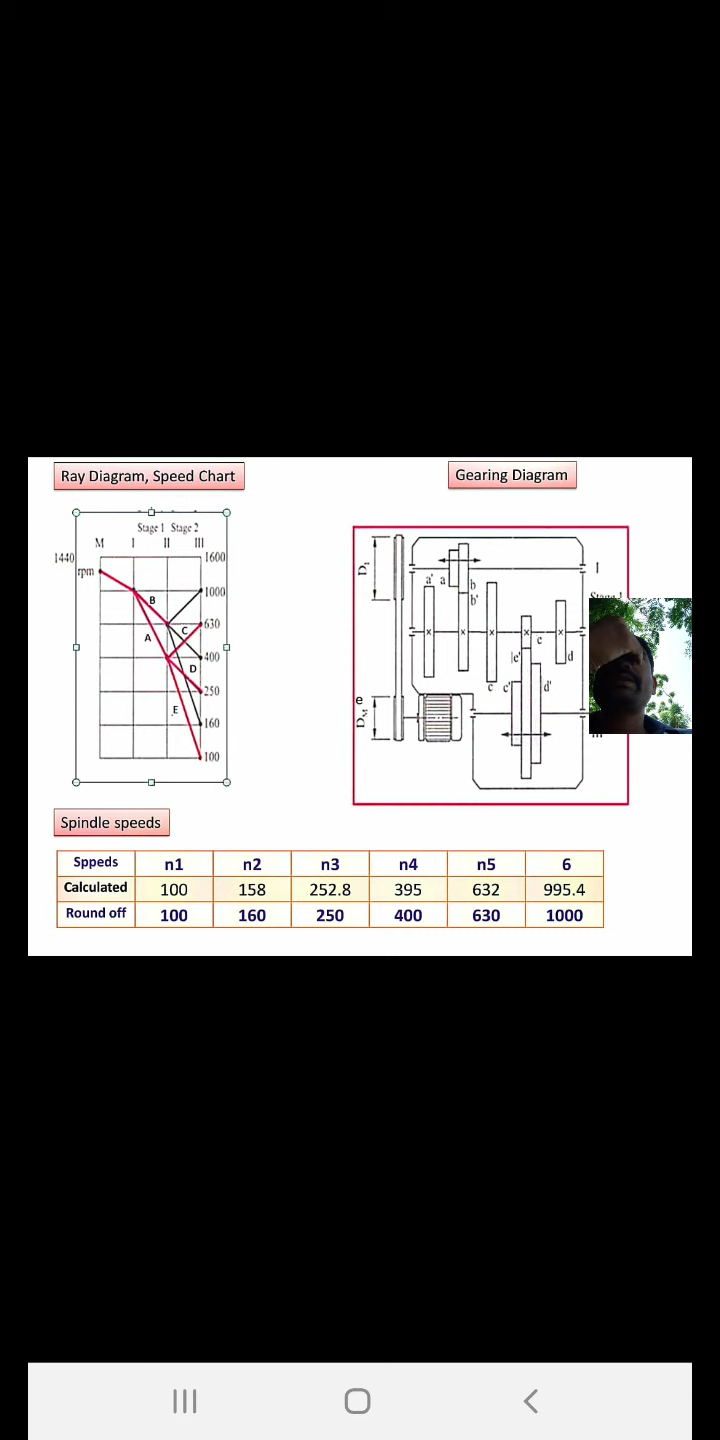 Ray Diagram, Speed Chart
Gearing Diagram
Stage 1 Stage 2
M I II III
1440
rpm
1600
1000
630
400
250
160
100
B
A
C
D
E
I
a' a
b
b'
c
|e'
e
d
c
c'
d'
e
Spindle speeds
Sppeds n1 n2 n3 n4 n5 6
Calculated 100 158 252.8 395 632 995.4
Round off 100 160 250 400 630 1000